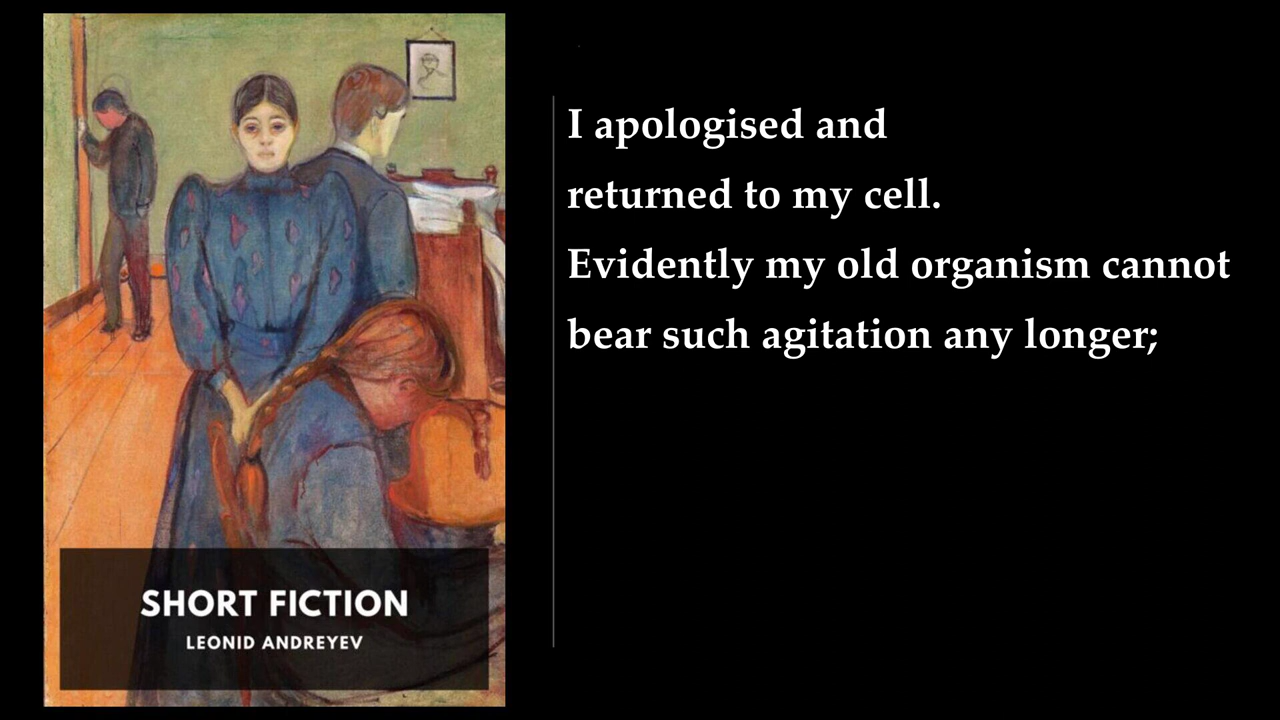 SHORT FICTION
LEONID ANDREYEV
I apologised and
returned to my cell.
Evidently my old organism cannot
bear such agitation any longer;